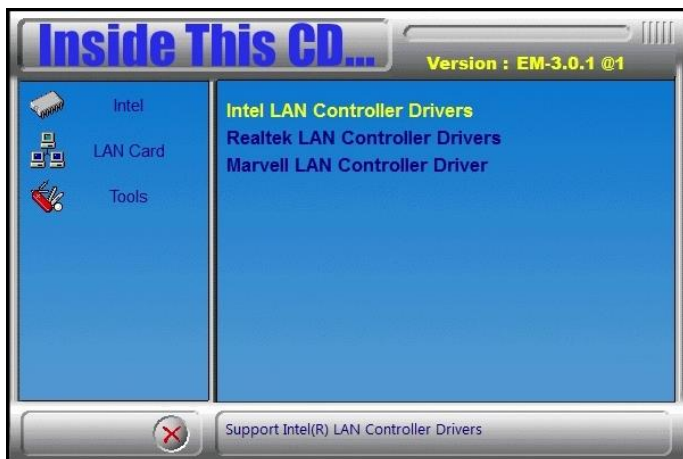 Inside This CD...
Version : EM-3.0.1 @1
Intel
LAN Card
Tools
Intel LAN Controller Drivers
Realtek LAN Controller Drivers
Marvell LAN Controller Driver
Support Intel(R) LAN Controller Drivers